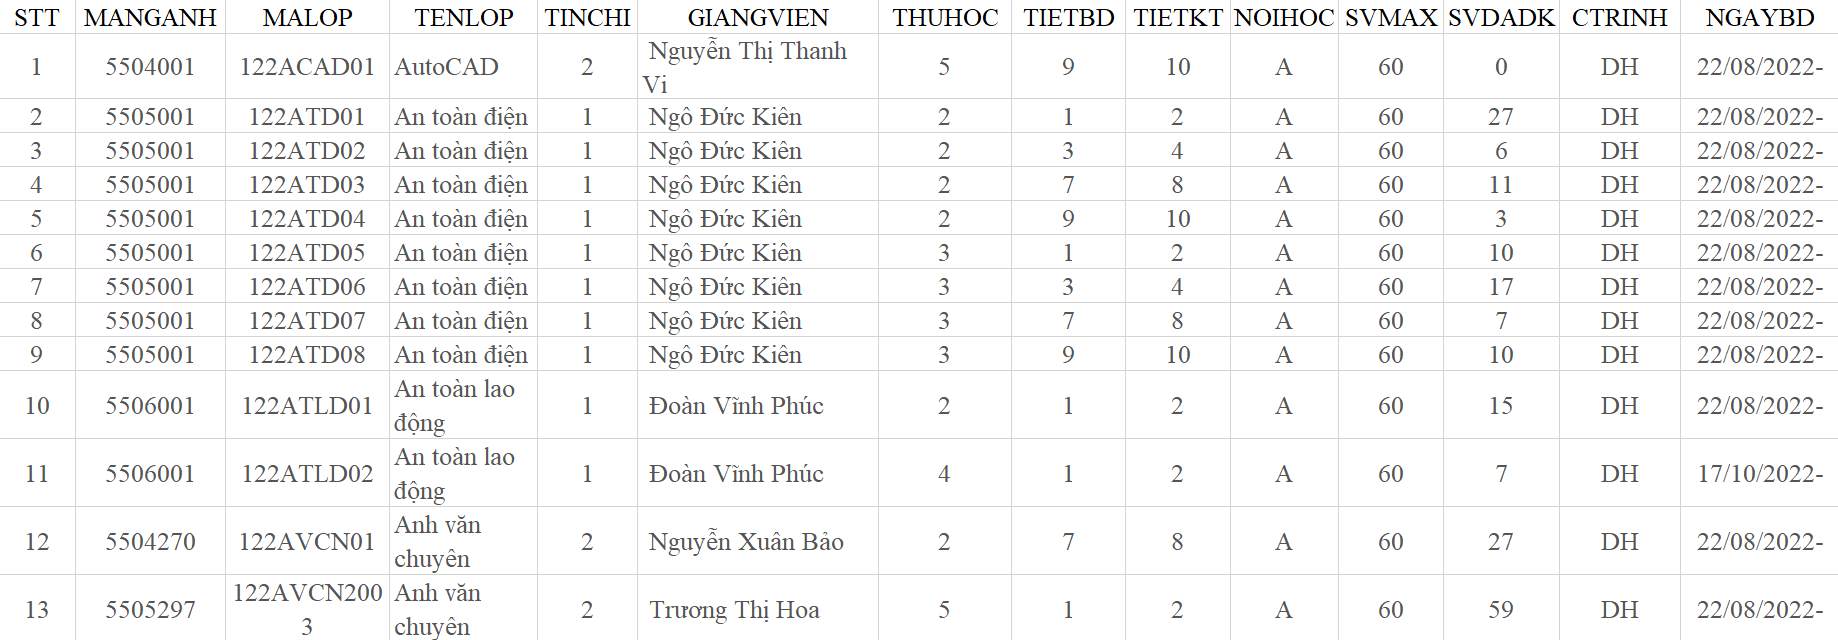 STT MANGANH MALOP TENLOP TINCHI GIANGVIEN THUHOC TIETBD TIETKT NOIHOC SVMAX SVDADK CTRINH NGAYBD
1 5504001 122ACAD01 AutoCAD 2 Nguyễn Thị Thanh Vi 5 9 10 A 60 0 DH 22/08/2022-
2 5505001 122ATD01 An toàn điện 1 Ngô Đức Kiên 2 1 2 A 60 27 DH 22/08/2022-
3 5505001 122ATD02 An toàn điện 1 Ngô Đức Kiên 2 3 4 A 60 6 DH 22/08/2022-
4 5505001 122ATD03 An toàn điện 1 Ngô Đức Kiên 2 7 8 A 60 11 DH 22/08/2022-
5 5505001 122ATD04 An toàn điện 1 Ngô Đức Kiên 2 9 10 A 60 3 DH 22/08/2022-
6 5505001 122ATD05 An toàn điện 1 Ngô Đức Kiên 3 1 2 A 60 10 DH 22/08/2022-
7 5505001 122ATD06 An toàn điện 1 Ngô Đức Kiên 3 3 4 A 60 17 DH 22/08/2022-
8 5505001 122ATD07 An toàn điện 1 Ngô Đức Kiên 3 7 8 A 60 7 DH 22/08/2022-
9 5505001 122ATD08 An toàn điện 1 Ngô Đức Kiên 3 9 10 A 60 10 DH 22/08/2022-
10 5506001 122ATLD01 An toàn lao động 1 Đoàn Vĩnh Phúc 2 1 2 A 60 15 DH 22/08/2022-
11 5506001 122ATLD02 An toàn lao động 1 Đoàn Vĩnh Phúc 4 1 2 A 60 7 DH 17/10/2022-
12 5504270 122AVCN01 Anh văn chuyên 2 Nguyễn Xuân Bảo 2 7 8 A 60 27 DH 22/08/2022-
13 5505297 122AVCN2003 Anh văn chuyên 2 Trương Thị Hoa 5 1 2 A 60 59 DH 22/08/2022-